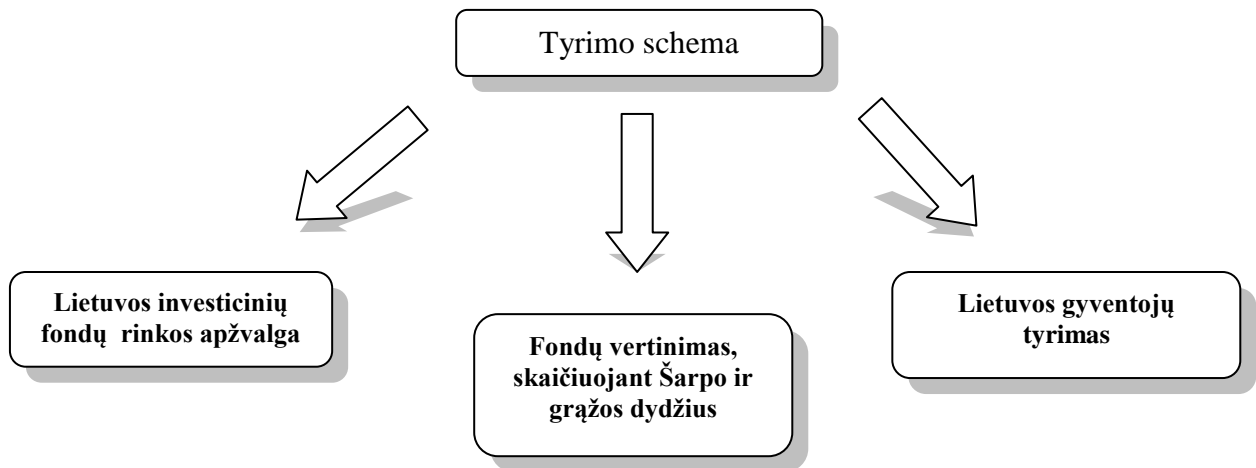 Tyrimo schema
Lietuvos investicinių
fondų rinkos apžvalga
Fondų vertinimas,
skaičiuojant Šarpo ir
grąžos dydžius
Lietuvos gyventojų
tyrimas